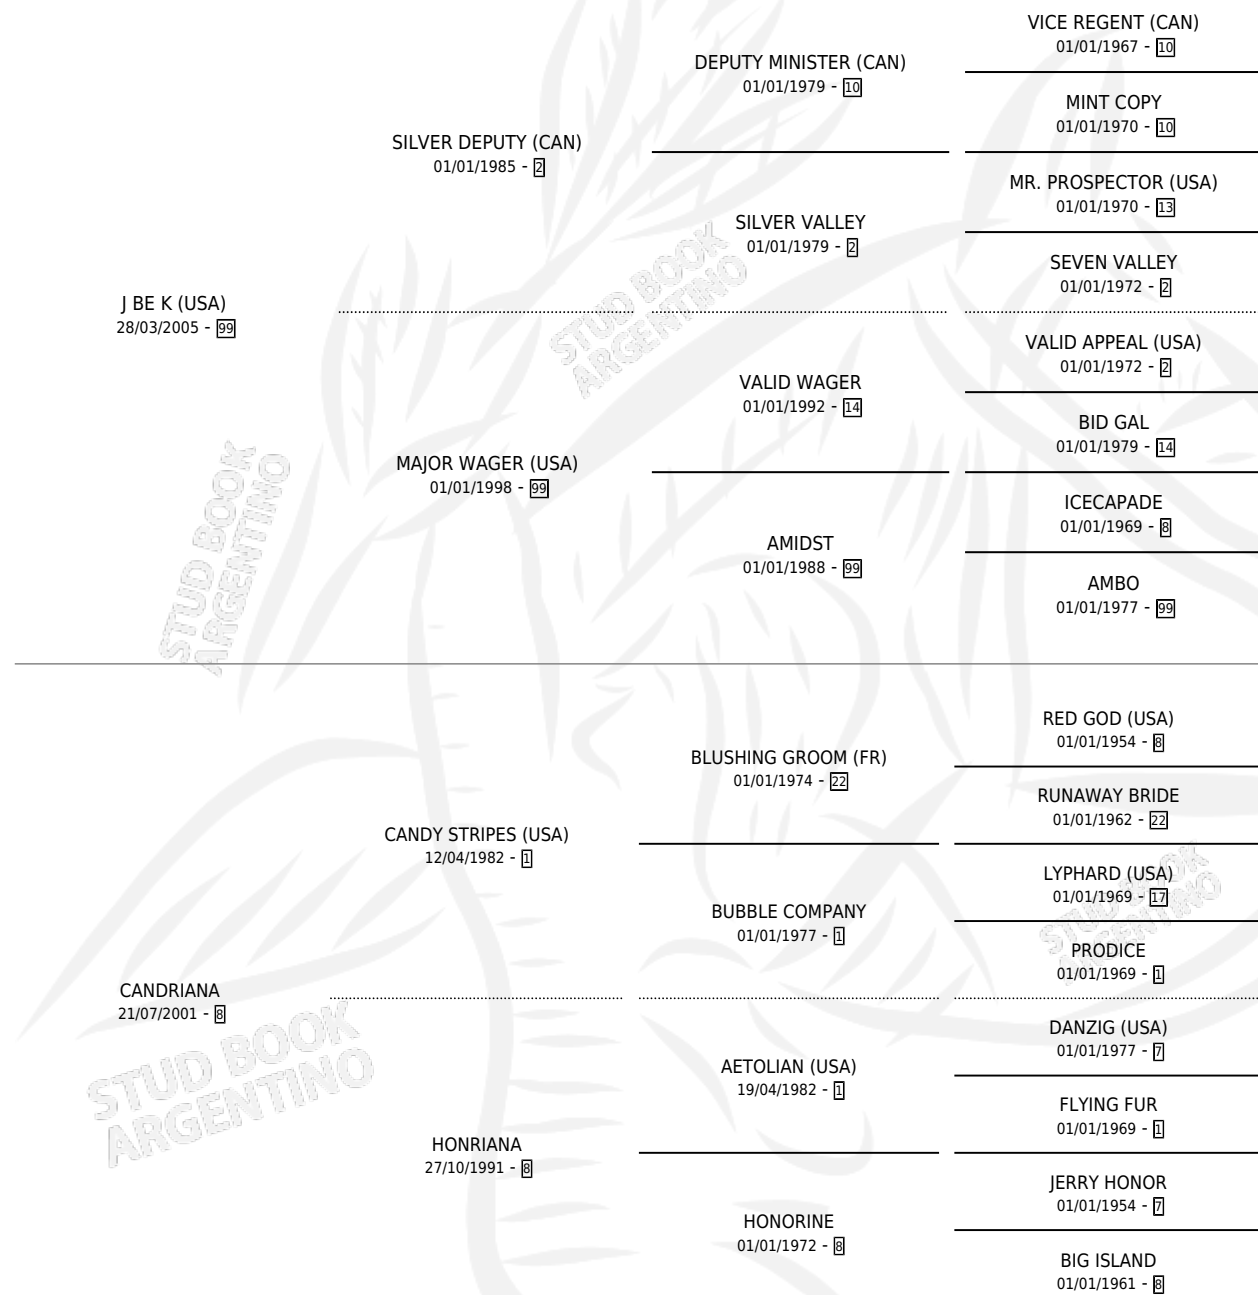 VICE REGENT (CAN)
01/01/1967 - 10
DEPUTY MINISTER (CAN)
01/01/1979 - 10
MINT COPY
01/01/1970 - 10
SILVER DEPUTY (CAN)
01/01/1985 - 2
MR. PROSPECTOR (USA)
01/01/1970 - 13
SILVER VALLEY
01/01/1979 - 2
SEVEN VALLEY
01/01/1972 - 2
STUD BOOK
ARGENTINO
J BE K (USA)
28/03/2005 - 99
VALID APPEAL (USA)
01/01/1972 - 2
VALID WAGER
01/01/1992 - 14
BID GAL
01/01/1979 - 14
MAJOR WAGER (USA)
01/01/1998 - 99
ICECAPADE
01/01/1969 - 8
AMIDST
01/01/1988 - 99
AMBO
01/01/1977 - 99
STUD BOOK
ARGENTINO
RED GOD (USA)
01/01/1954 - 8
BLUSHING GROOM (FR)
01/01/1974 - 22
RUNAWAY BRIDE
01/01/1962 - 22
CANDY STRIPES (USA)
12/04/1982 - 1
LYPHARD (USA)
01/01/1969 - 17
BUBBLE COMPANY
01/01/1977 - 1
PRODICE
01/01/1969 - 1
STUD BOOK
ARGENTINO
CANDRIANA
21/07/2001 - 8
DANZIG (USA)
01/01/1977 - 7
AETOLIAN (USA)
19/04/1982 - 1
FLYING FUR
01/01/1969 - 1
STUD BOOK
ARGENTINO
HONRIANA
27/10/1991 - 8
JERRY HONOR
01/01/1954 - 7
HONORINE
01/01/1972 - 8
BIG ISLAND
01/01/1961 - 8